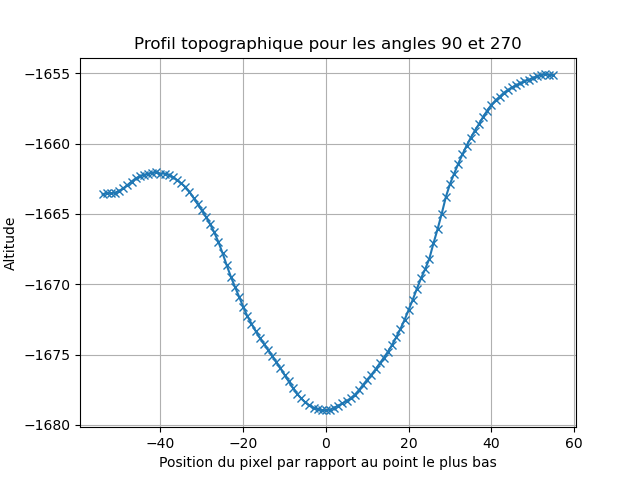 Profil topographique pour les angles 90 et 270
Altitude
−1655
−1660
−1665
−1670
−1675
−1680
−40 −20 0 20 40 60
Position du pixel par rapport au point le plus bas